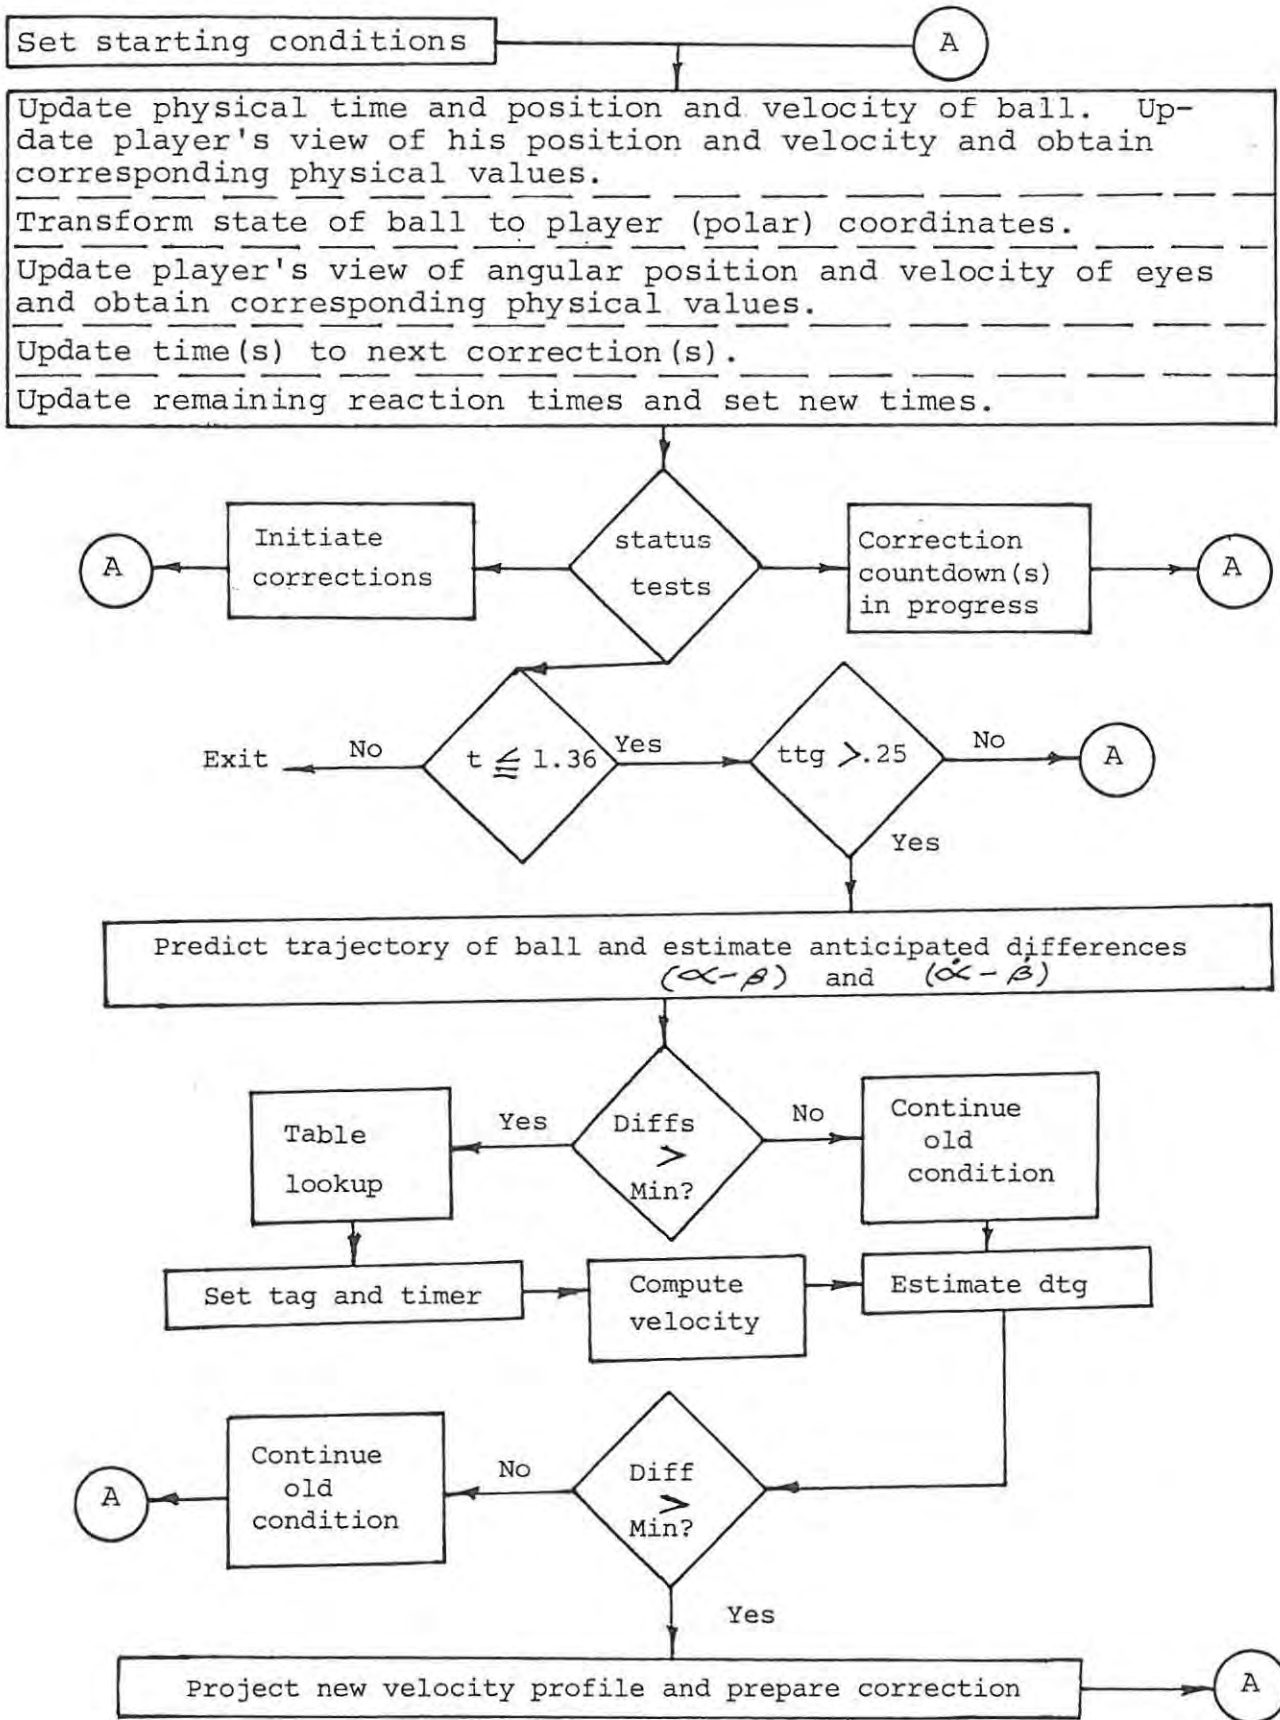 Set starting conditions
A
Update physical time and position and velocity of ball. Up-
date player's view of his position and velocity and obtain
corresponding physical values.
Transform state of ball to player (polar) coordinates.
Update player's view of angular position and velocity of eyes
and obtain corresponding physical values.
Update time(s) to next correction(s).
Update remaining reaction times and set new times.
A
Initiate
corrections
status
tests
Correction
countdown(s)
in progress
A
Exit
No
t ≦ 1.36
Yes
ttg >.25
No
A
Yes
Predict trajectory of ball and estimate anticipated differences
(α-β) and (α̇-β̇)
Table
lookup
Yes
Diffs
>
Min?
No
Continue
old
condition
Set tag and timer
Compute
velocity
Estimate dtg
A
Continue
old
condition
No
Diff
>
Min?
Yes
Project new velocity profile and prepare correction
A